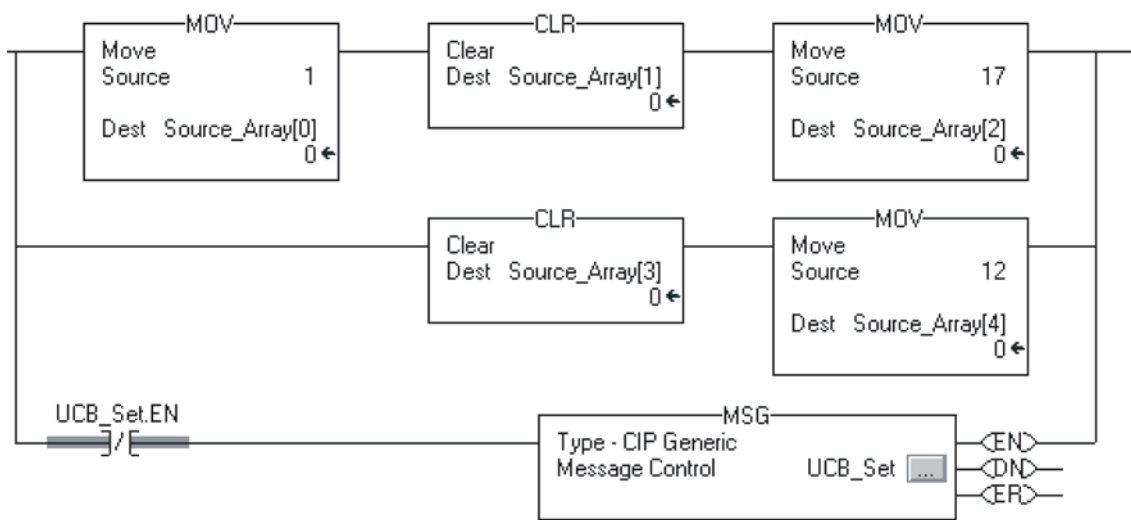 MOV
Move
Source 1
Dest Source_Array[0]
0
CLR
Clear
Dest Source_Array[1]
0
MOV
Move
Source 17
Dest Source_Array[2]
0
CLR
Clear
Dest Source_Array[3]
0
MOV
Move
Source 12
Dest Source_Array[4]
0
UCB_Set.EN
/
MSG
Type - CIP Generic
Message Control UCB_Set ...
EN
DN
ER